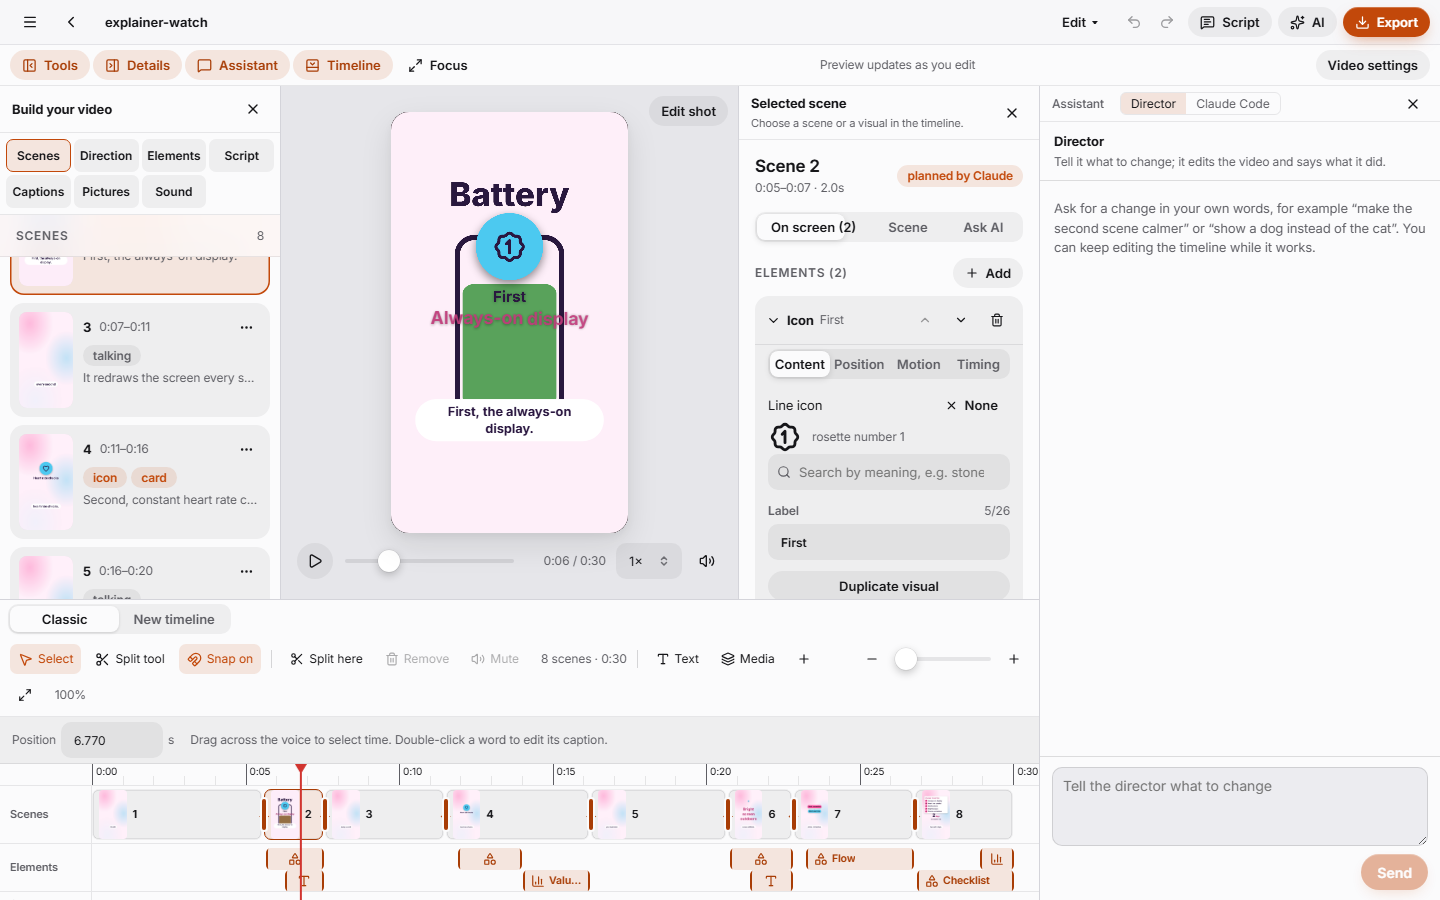 explainer-watch
Edit
Script
AI
Export
Tools
Details
Assistant
Timeline
Focus
Preview updates as you edit
Video settings
Build your video
Scenes
Direction
Elements
Script
Captions
Pictures
Sound
SCENES
8
First, the always-on display.
3 0:07–0:11
talking
It redraws the screen every s...
4 0:11–0:16
icon
card
Second, constant heart rate c...
5 0:16–0:20
talking
Edit shot
Battery
1
First
Always-on display
First, the always-on
display.
0:06 / 0:30
1×
Selected scene
Choose a scene or a visual in the timeline.
Scene 2
0:05–0:07 · 2.0s
planned by Claude
On screen (2)
Scene
Ask AI
ELEMENTS (2)
Add
Icon First
Content
Position
Motion
Timing
Line icon
None
1
rosette number 1
Search by meaning, e.g. stone
Label
5/26
First
Duplicate visual
Assistant
Director
Claude Code
Director
Tell it what to change; it edits the video and says what it did.
Ask for a change in your own words, for example “make the
second scene calmer” or “show a dog instead of the cat”. You
can keep editing the timeline while it works.
Tell the director what to change
Send
Classic
New timeline
Select
Split tool
Snap on
Split here
Remove
Mute
8 scenes · 0:30
Text
Media
100%
Position
6.770
s
Drag across the voice to select time. Double-click a word to edit its caption.
0:00
0:05
0:10
0:15
0:20
0:25
0:30
Scenes
1
Battery
2
3
4
5
6
7
8
Elements
Flow
Valu...
Checklist